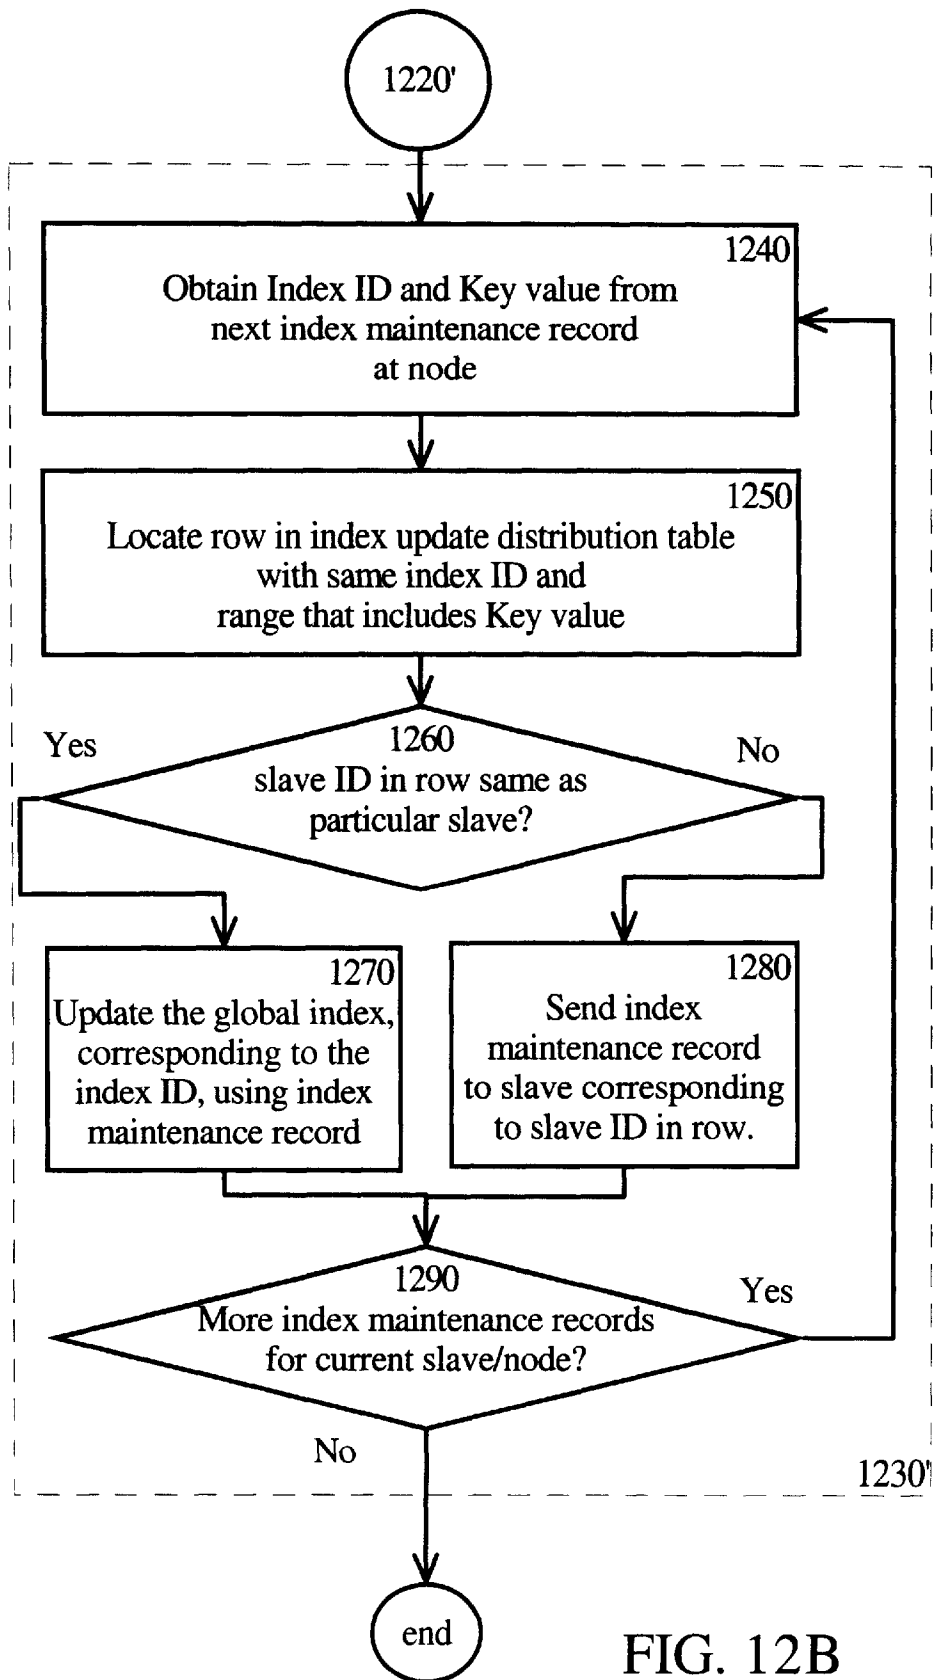 1220'
1240
Obtain Index ID and Key value from
next index maintenance record
at node
1250
Locate row in index update distribution table
with same index ID and
range that includes Key value
Yes
1260
No
slave ID in row same as
particular slave?
1270
Update the global index,
corresponding to the
index ID, using index
maintenance record
1280
Send index
maintenance record
to slave corresponding
to slave ID in row.
1290
Yes
More index maintenance records
for current slave/node?
No
1230'
end
FIG. 12B